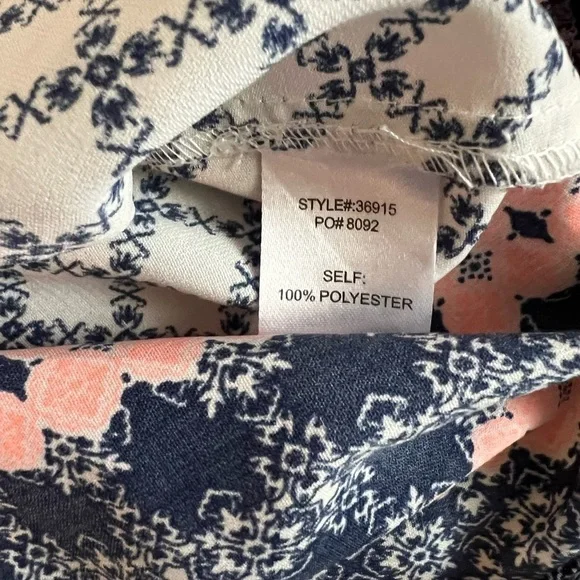 STYLE#:36915
PO# 8092
SELF:
100% POLYESTER